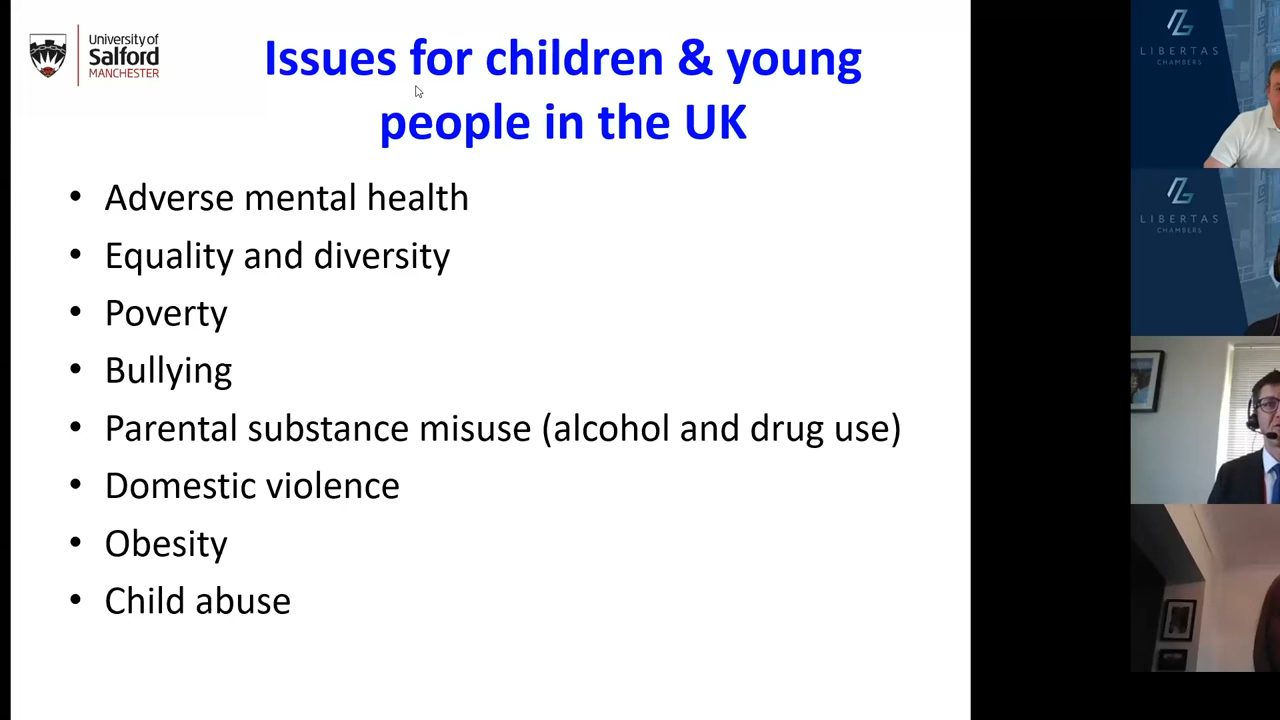 University of
Salford
MANCHESTER
Issues for children & young
people in the UK
• Adverse mental health
• Equality and diversity
• Poverty
• Bullying
• Parental substance misuse (alcohol and drug use)
• Domestic violence
• Obesity
• Child abuse
LIBERTAS
CHAMBERS
LIBERTAS
CHAMBERS